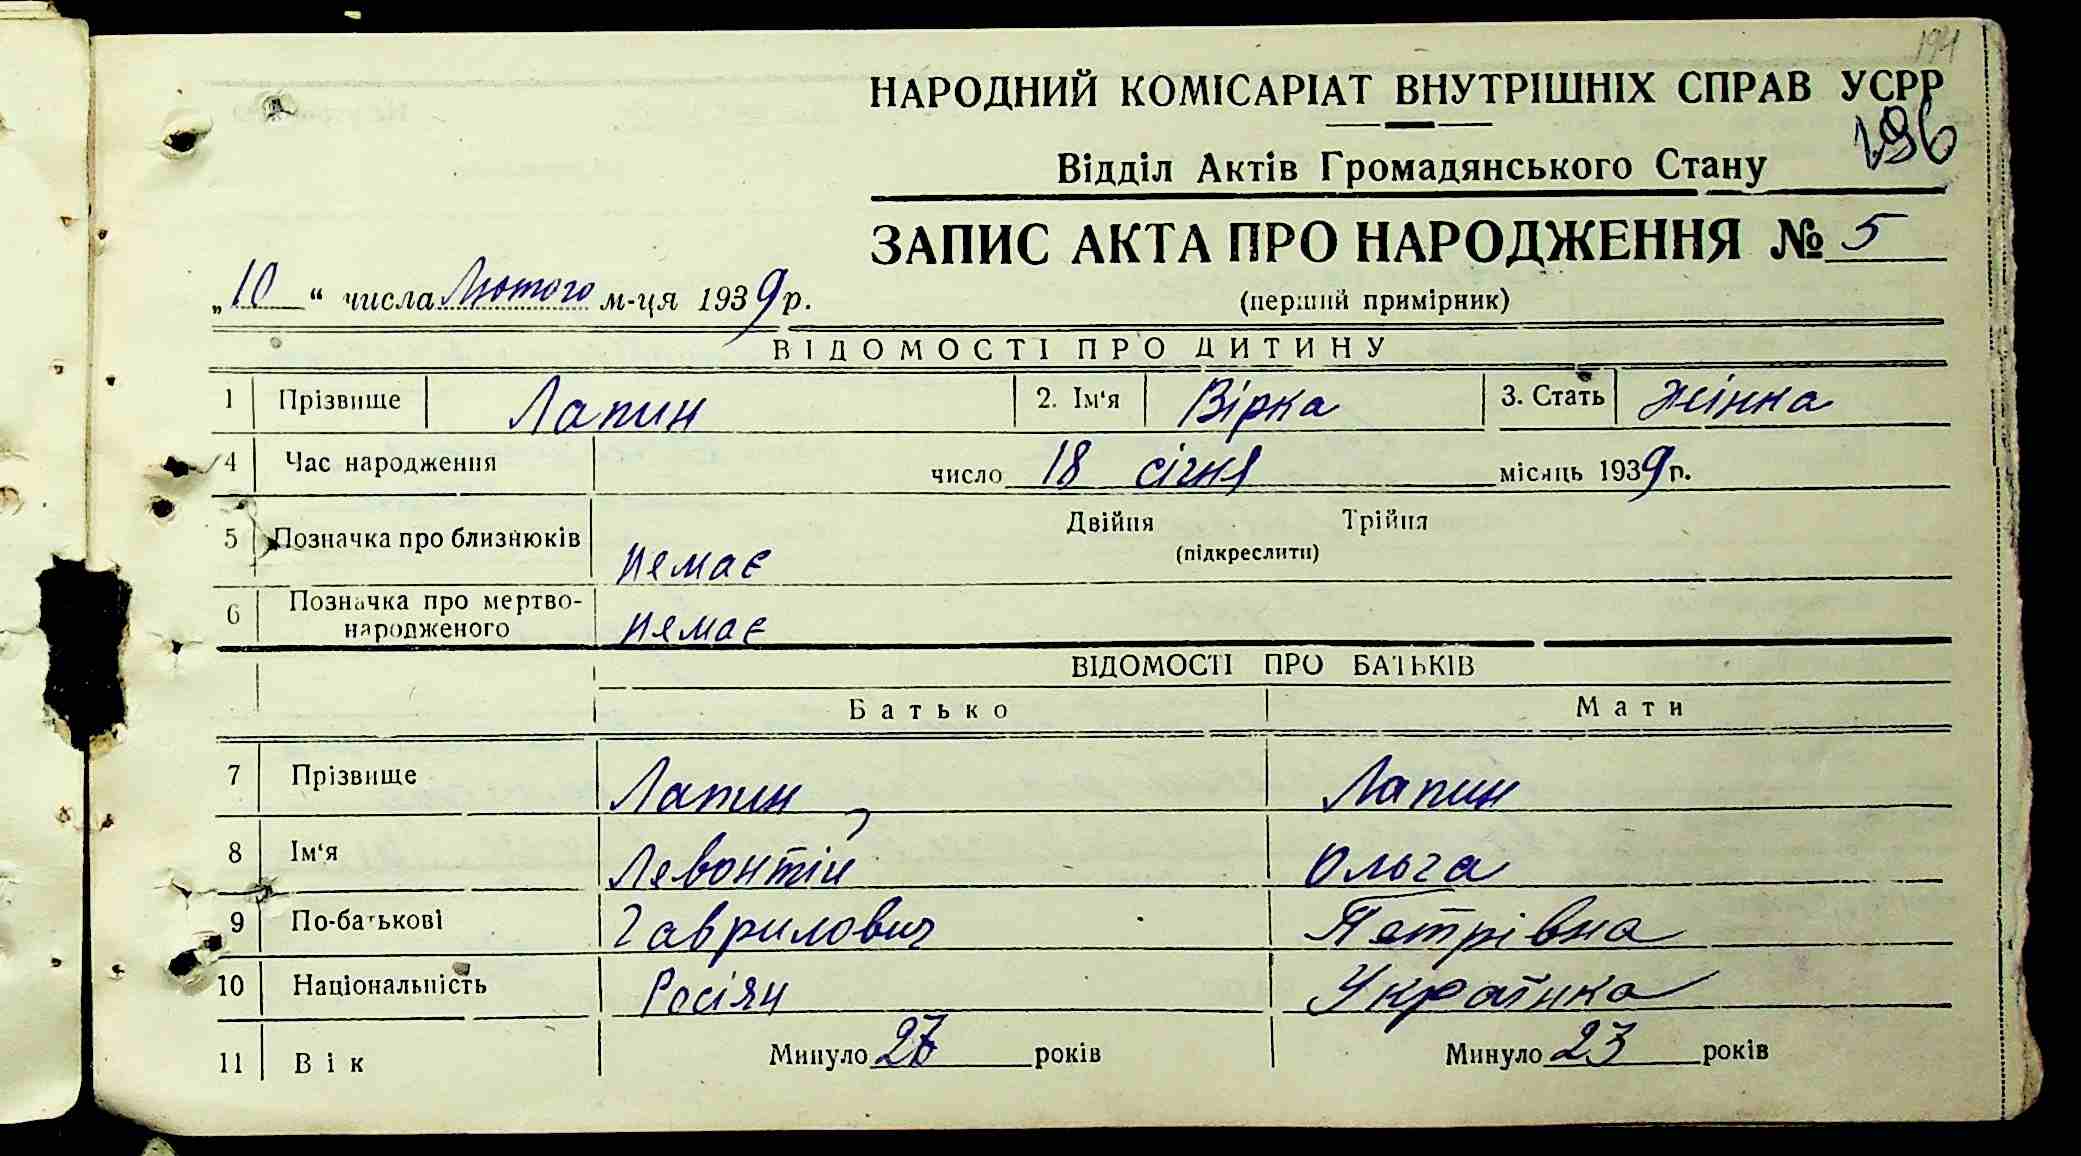 194
НАРОДНИЙ КОМІСАРІАТ ВНУТРІШНІХ СПРАВ УСРР
196
Відділ Актів Громадянського Стану
ЗАПИС АКТА ПРО НАРОДЖЕННЯ № 5
„10“ числа Лютого м-ця 1939 р.
(перший примірник)
ВІДОМОСТІ ПРО ДИТИНУ
1 Прізвище Лапин 2. Ім‘я Вірка 3. Стать Жінка
4 Час народження число 18 січня місяць 1939 р.
5 Позначка про близнюків немає Двійня Трійня
(підкреслити)
6 Позначка про мертво-
народженого немає
ВІДОМОСТІ ПРО БАТЬКІВ
Батько Мати
7 Прізвище Лапин Лапин
8 Ім‘я Левонтій Ольга
9 По-батькові Гаврилович Петрівна
10 Національність Росіян Українка
11 Вік Минуло 27 років Минуло 23 років